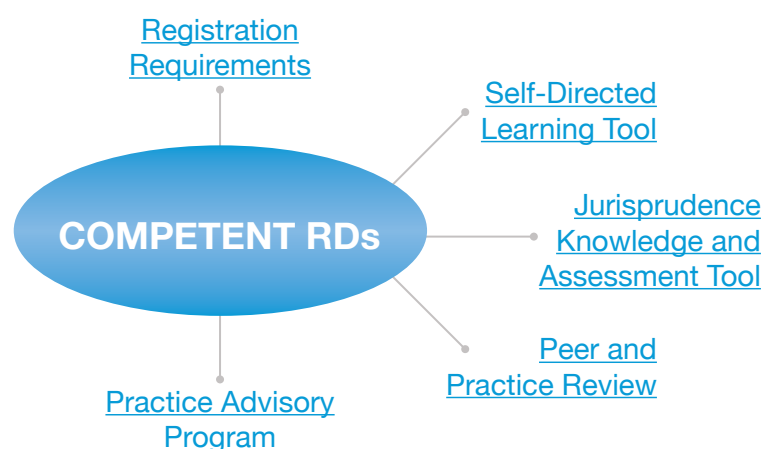 Registration
Requirements
Self-Directed
Learning Tool
COMPETENT RDs
Jurisprudence
Knowledge and
Assessment Tool
Peer and
Practice Review
Practice Advisory
Program